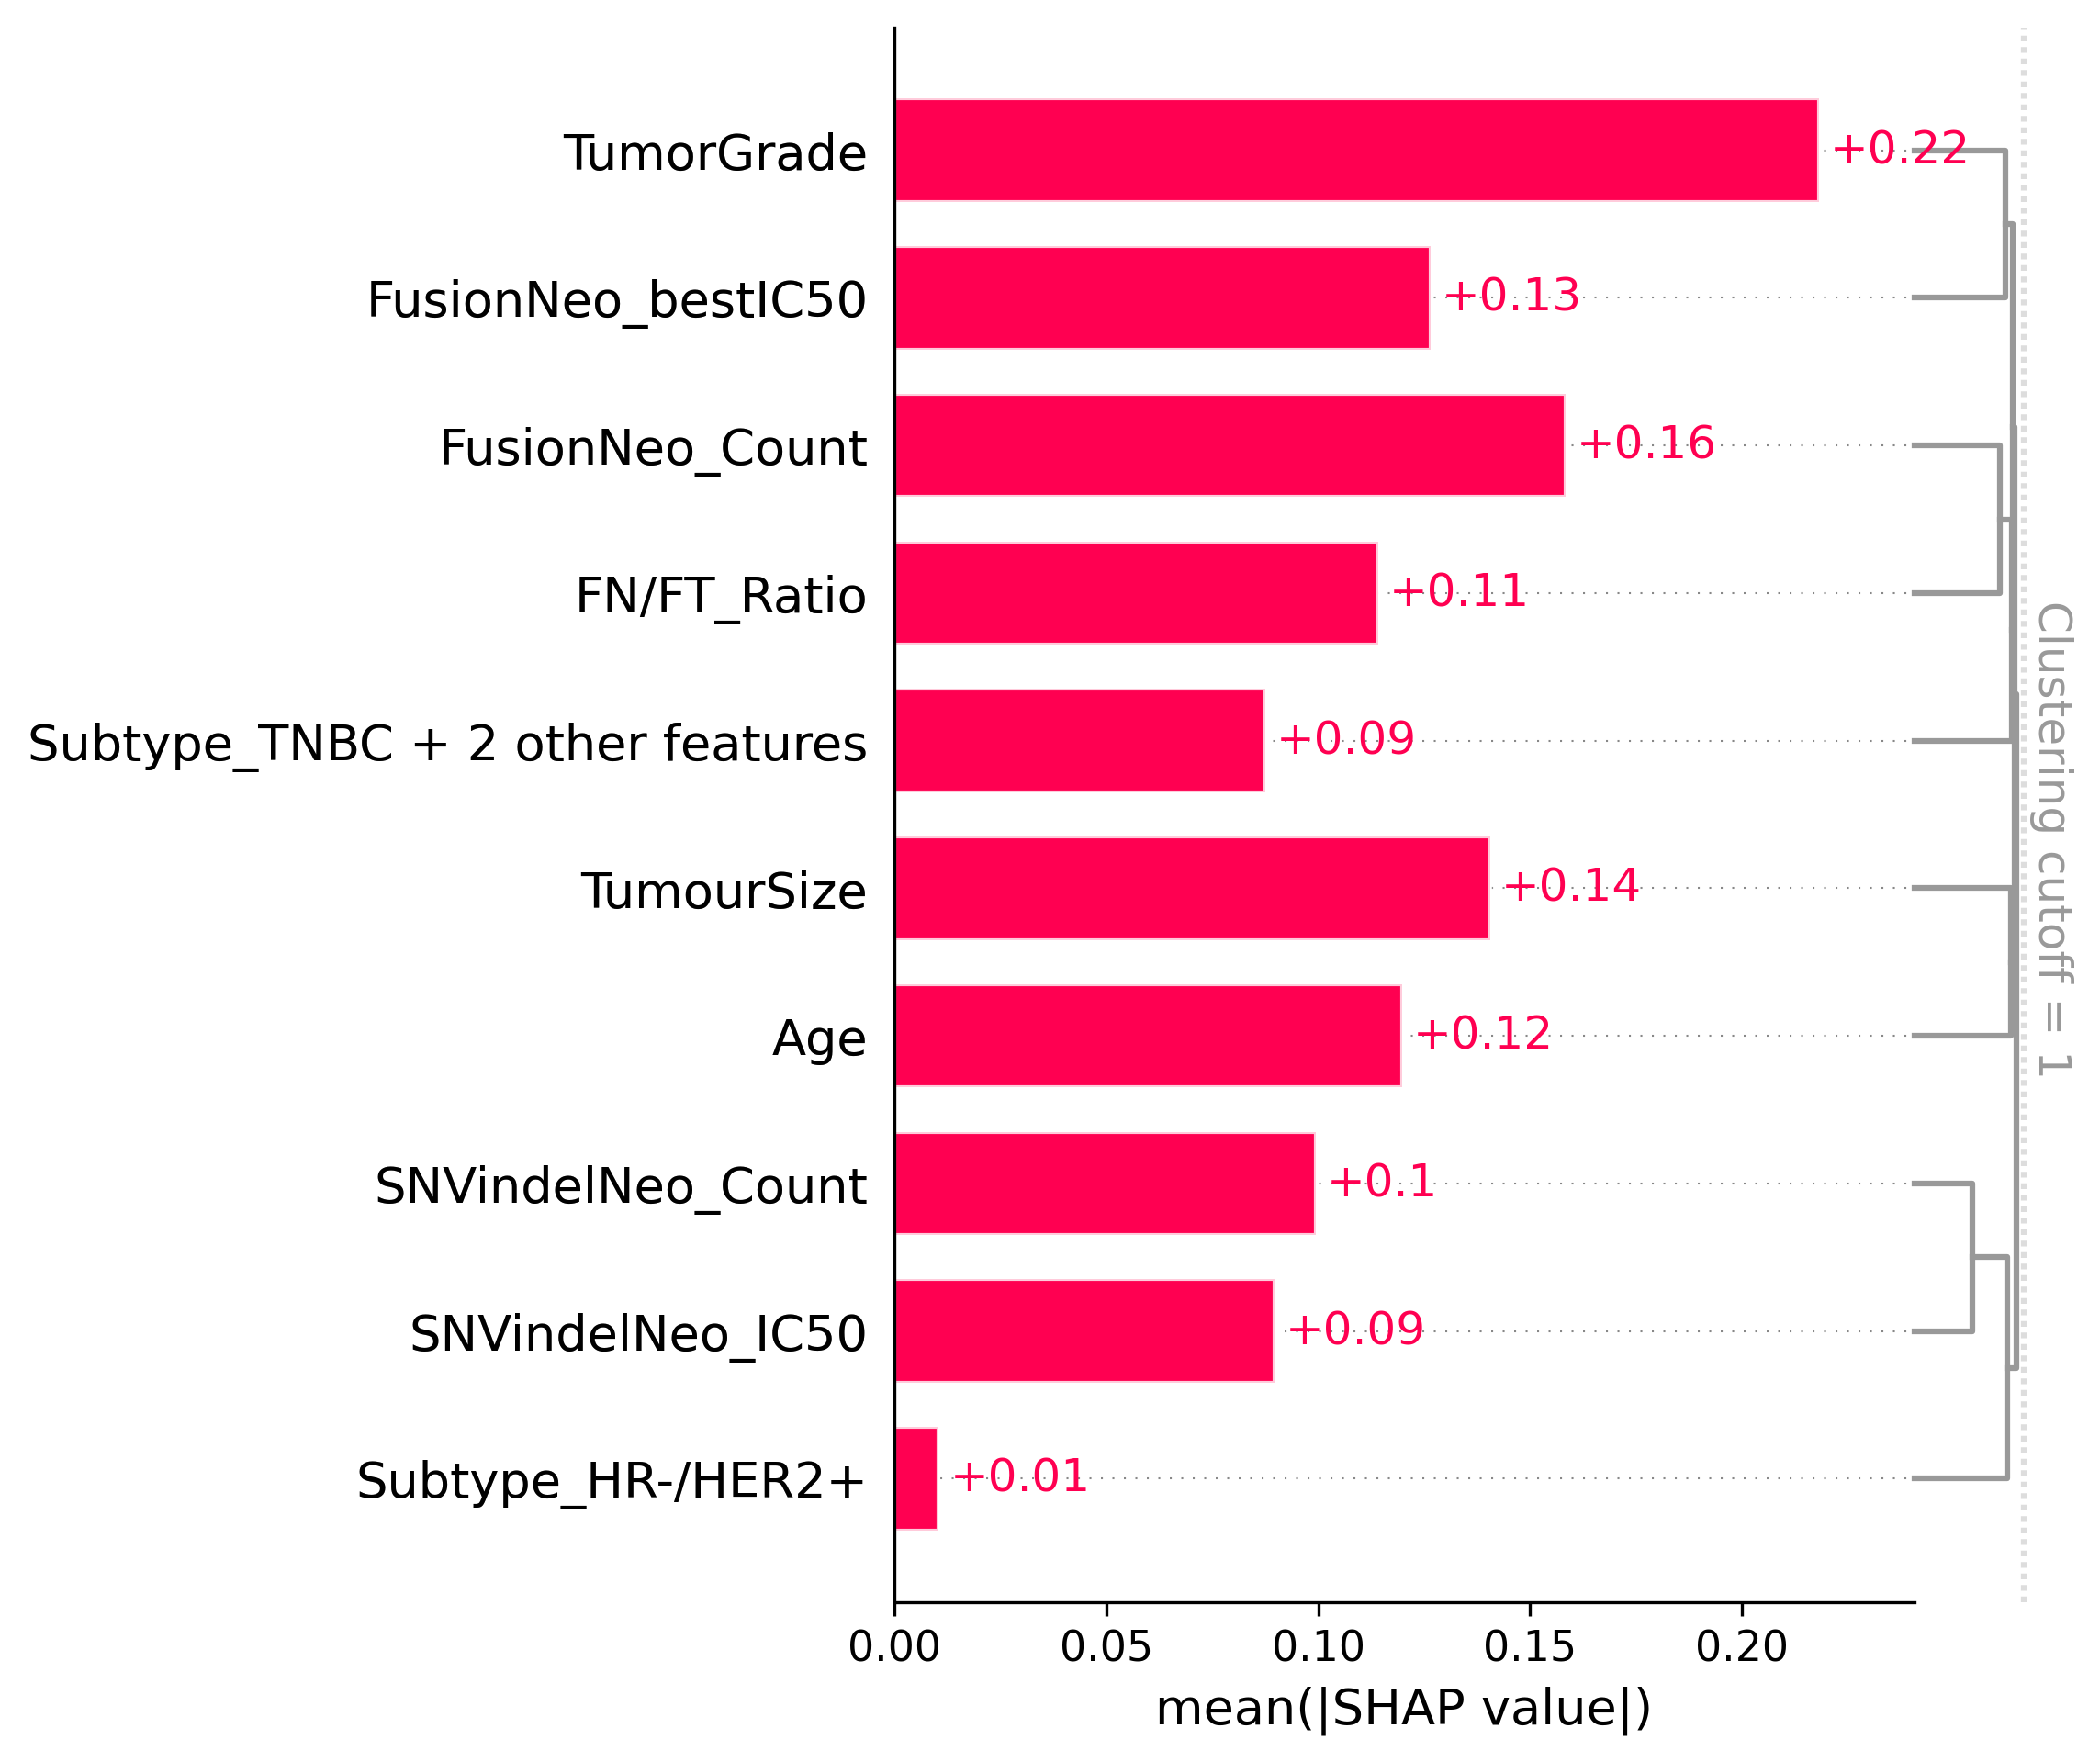 TumorGrade +0.22
FusionNeo_bestIC50 +0.13
FusionNeo_Count +0.16
FN/FT_Ratio +0.11
Subtype_TNBC + 2 other features +0.09
TumourSize +0.14
Age +0.12
SNVindelNeo_Count +0.1
SNVindelNeo_IC50 +0.09
Subtype_HR-/HER2+ +0.01
0.00 0.05 0.10 0.15 0.20
mean(|SHAP value|)
Clustering cutoff = 1